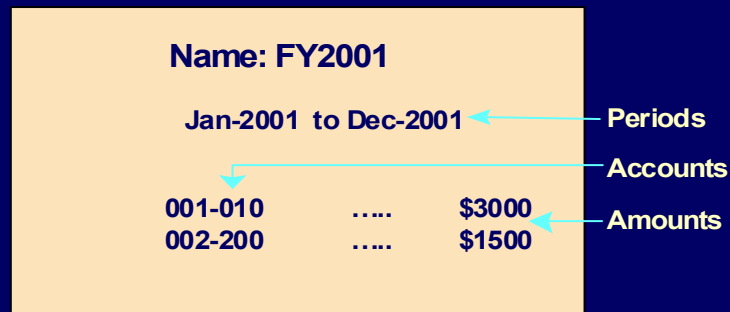 Name: FY2001
Jan-2001 to Dec-2001
Periods
Accounts
001-010 ..... $3000
Amounts
002-200 ..... $1500